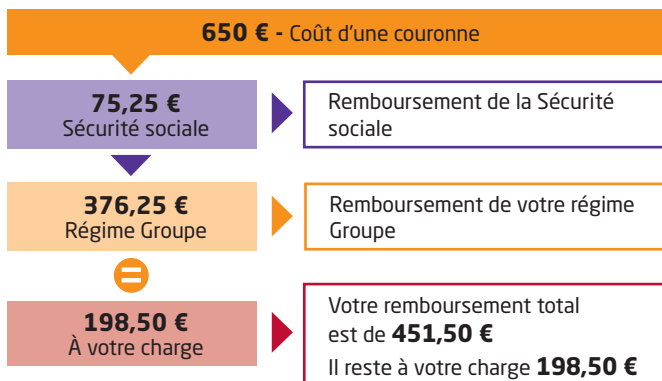 650 € - Coût d'une couronne
75,25 €
Sécurité sociale
Remboursement de la Sécurité
sociale
376,25 €
Régime Groupe
Remboursement de votre régime
Groupe
=
198,50 €
À votre charge
Votre remboursement total
est de 451,50 €
Il reste à votre charge 198,50 €